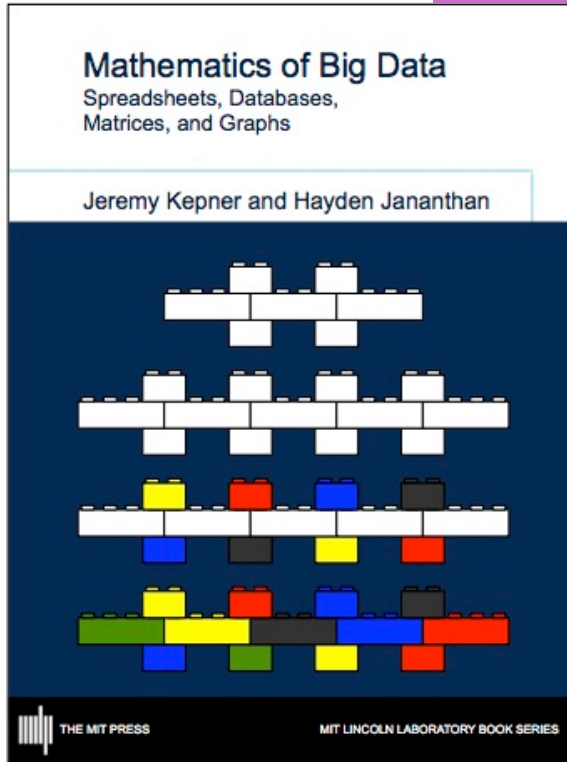 Mathematics of Big Data
Spreadsheets, Databases,
Matrices, and Graphs
Jeremy Kepner and Hayden Jananthan
THE MIT PRESS
MIT LINCOLN LABORATORY BOOK SERIES